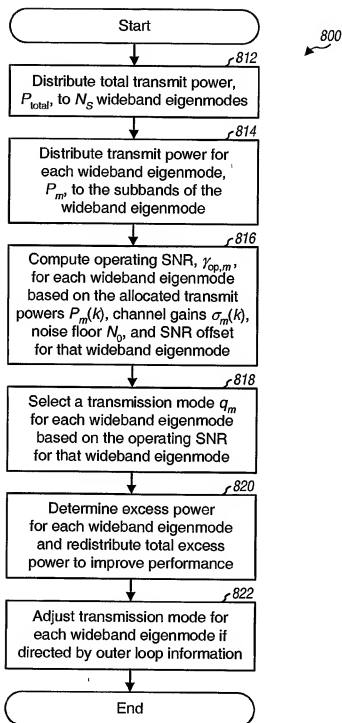 Start
800
812
Distribute total transmit power,
P_total, to N_S wideband eigenmodes
814
Distribute transmit power for
each wideband eigenmode,
P_m, to the subbands of the
wideband eigenmode
816
Compute operating SNR, γ_op,m,
for each wideband eigenmode
based on the allocated transmit
powers P_m(k), channel gains σ_m(k),
noise floor N_0, and SNR offset
for that wideband eigenmode
818
Select a transmission mode q_m
for each wideband eigenmode
based on the operating SNR
for that wideband eigenmode
820
Determine excess power
for each wideband eigenmode
and redistribute total excess
power to improve performance
822
Adjust transmission mode for
each wideband eigenmode if
directed by outer loop information
End